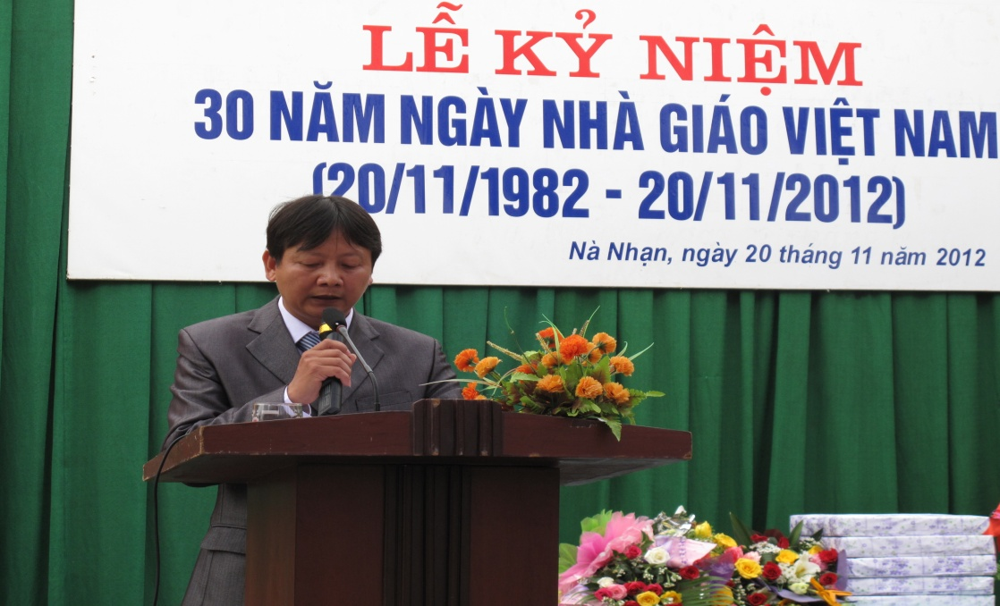 LỄ KỶ NIỆM
30 NĂM NGÀY NHÀ GIÁO VIỆT NAM
(20/11/1982 - 20/11/2012)
Nà Nhạn, ngày 20 tháng 11 năm 2012